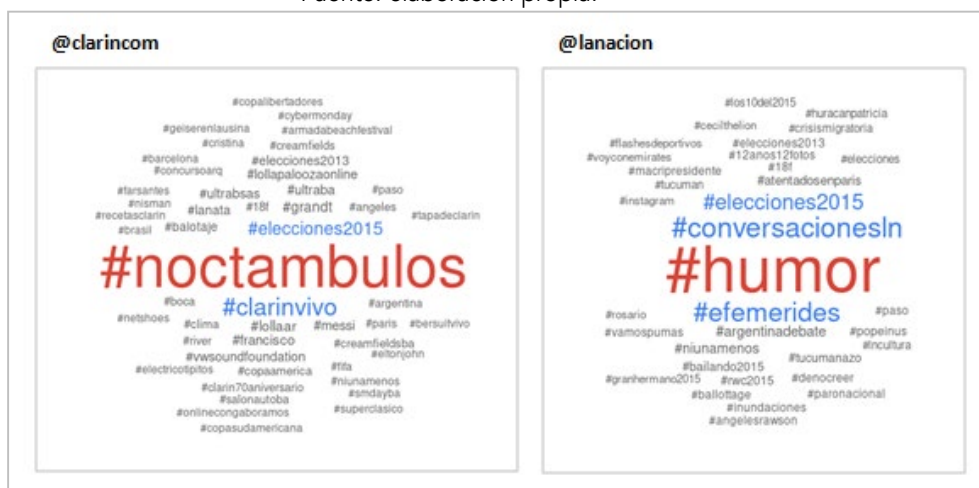 Fuente: elaboración propia.
@clarincom
#copalibertadores
#cybermonday
#geiserenlausina #armadabeachfestival
#cristina #creamfields
#barcelona #elecciones2013
#concursoarq #lollapaloozaonline
#farsantes #ultrabsas #ultraba #paso
#nisman #lanata #18f #grandt #angeles
#recetasclarin #tapadeclarin
#brasil #balotaje #elecciones2015
#noctambulos
#boca #clarinvivo #argentina
#netshoes #clima #lollaar #messi #paris #bersuitvivo
#river #francisco #creamfieldsba
#vwsoundfoundation #eltonjohn
#electricotipitos #copaamerica #fifa
#clarin70aniversario #niunamenos
#salonautoba #smdayba
#onlinecongaboramos #superclasico
#copasudamericana
@lanacion
#los10del2015
#huracanpatricia
#cecilthelion #crisismigratoria
#flashesdeportivos #elecciones2013
#voyconemirates #12anos12fotos #elecciones
#macripresidente #18f
#tucuman #atentadosenparis
#instagram #elecciones2015
#conversacionesln
#humor
#rosario #efemerides #paso
#vamospumas #argentinadebate #popeinus
#niunamenos #lncultura
#bailando2015 #tucumanazo
#granhermano2015 #rwc2015 #denocreer
#ballottage #paronacional
#inundaciones
#angelesrawson